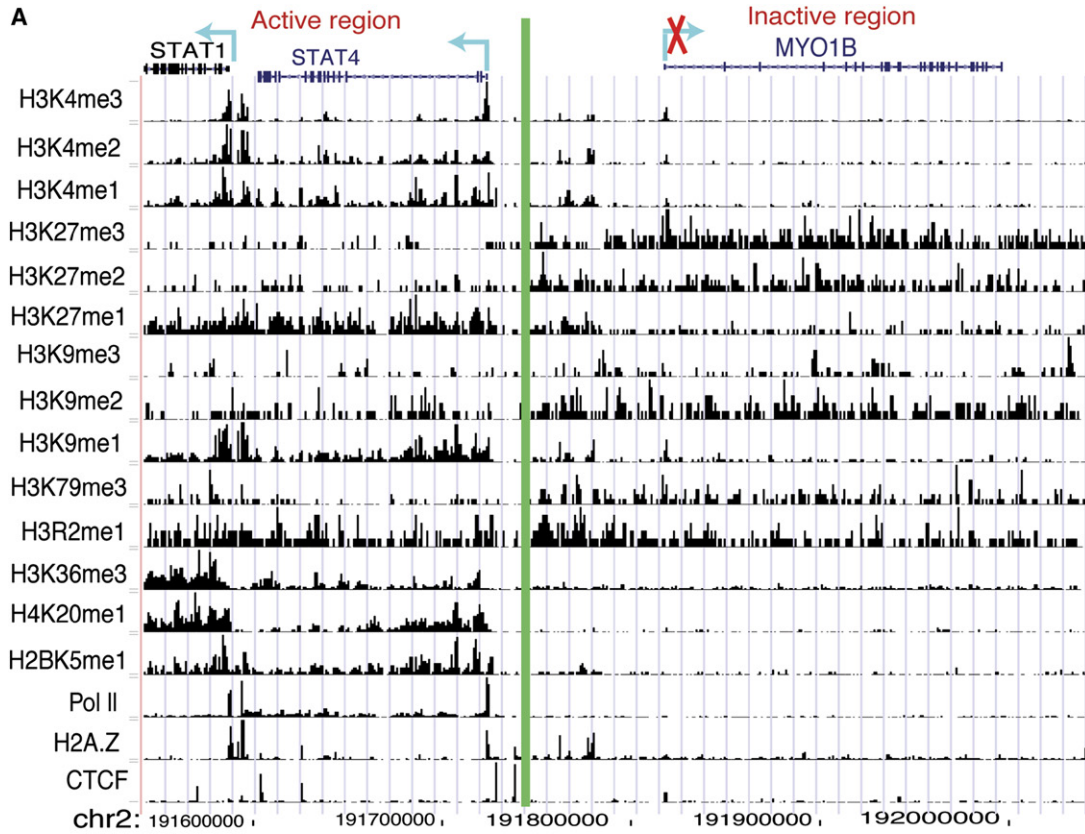 A
Active region
Inactive region
STAT1
STAT4
MYO1B
H3K4me3
H3K4me2
H3K4me1
H3K27me3
H3K27me2
H3K27me1
H3K9me3
H3K9me2
H3K9me1
H3K79me3
H3R2me1
H3K36me3
H4K20me1
H2BK5me1
Pol II
H2A.Z
CTCF
chr2: 191600000 191700000 191800000 191900000 192000000